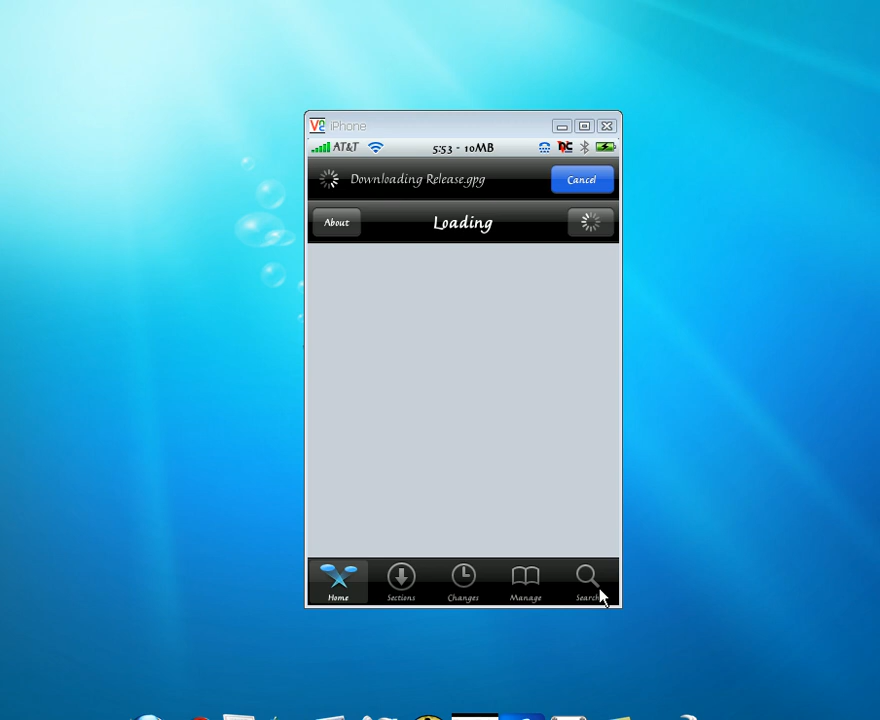 iPhone
AT&T 5:53 - 10MB
Downloading Release.gpg Cancel
About Loading
Home Sections Changes Manage Search